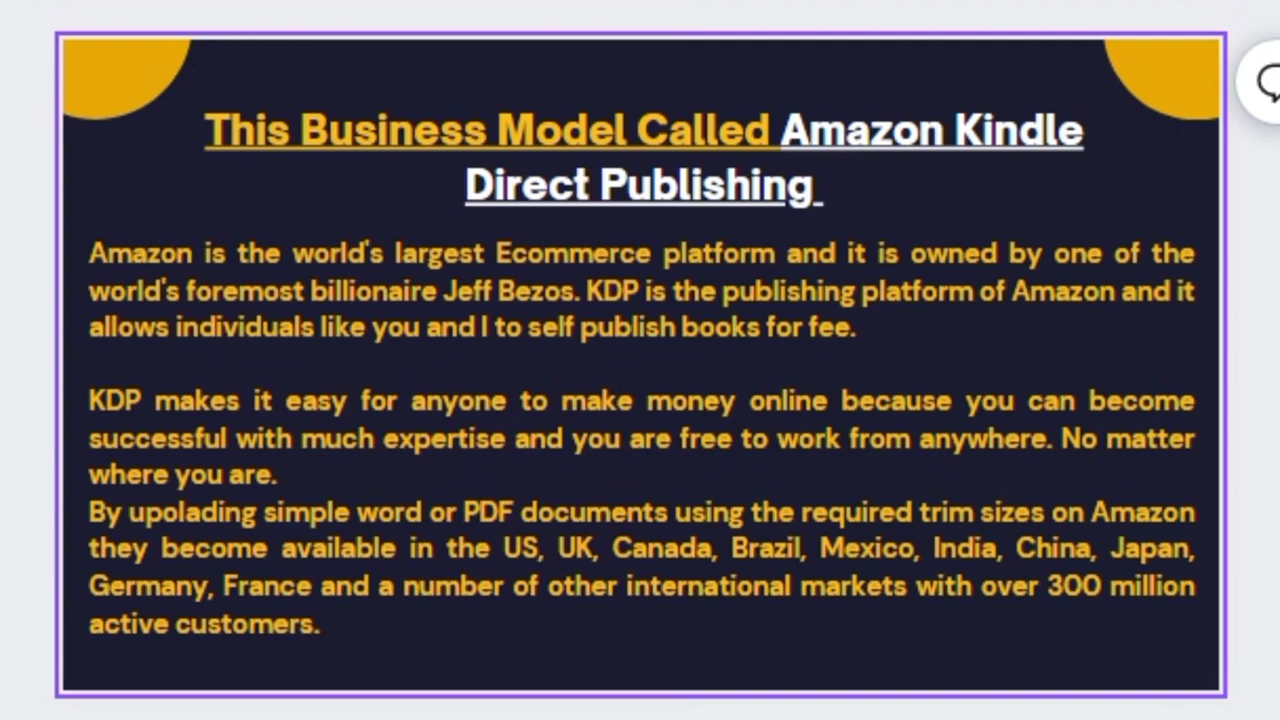 This Business Model Called Amazon Kindle
Direct Publishing
Amazon is the world's largest Ecommerce platform and it is owned by one of the
world's foremost billionaire Jeff Bezos. KDP is the publishing platform of Amazon and it
allows individuals like you and I to self publish books for fee.
KDP makes it easy for anyone to make money online because you can become
successful with much expertise and you are free to work from anywhere. No matter
where you are.
By upolading simple word or PDF documents using the required trim sizes on Amazon
they become available in the US, UK, Canada, Brazil, Mexico, India, China, Japan,
Germany, France and a number of other international markets with over 300 million
active customers.